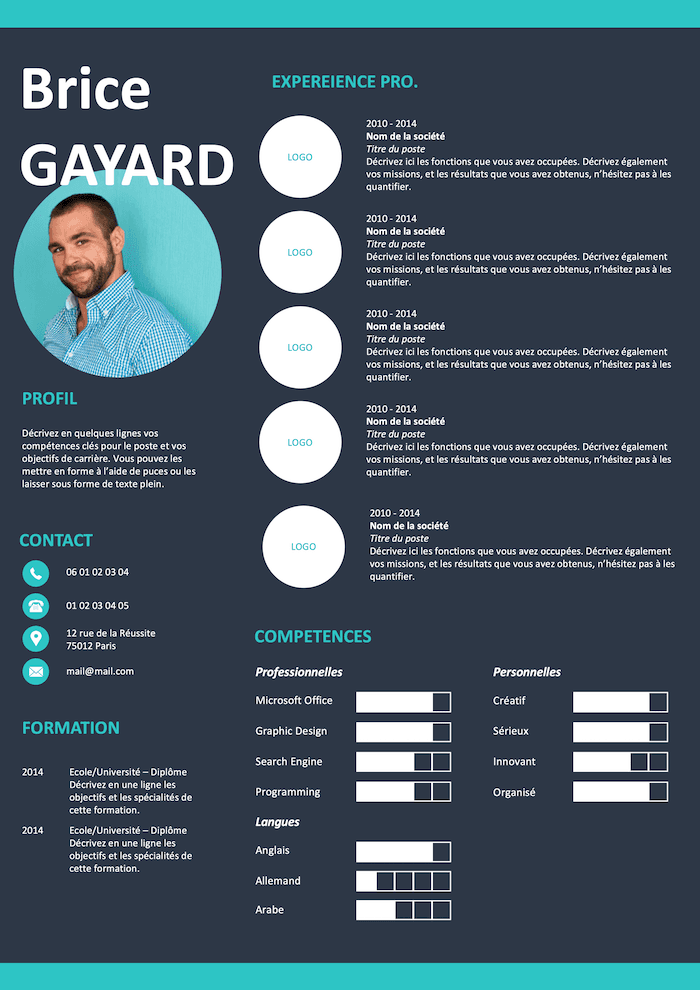 Brice
GAYARD
PROFIL
Décrivez en quelques lignes vos
compétences clés pour le poste et vos
objectifs de carrière. Vous pouvez les
mettre en forme à l'aide de puces ou les
laisser sous forme de texte plein.
CONTACT
06 01 02 03 04
01 02 03 04 05
12 rue de la Réussite
75012 Paris
mail@mail.com
FORMATION
2014 Ecole/Université – Diplôme
Décrivez en une ligne les
objectifs et les spécialités de
cette formation.
2014 Ecole/Université – Diplôme
Décrivez en une ligne les
objectifs et les spécialités de
cette formation.
EXPEREIENCE PRO.
LOGO
2010 - 2014
Nom de la société
Titre du poste
Décrivez ici les fonctions que vous avez occupées. Décrivez également
vos missions, et les résultats que vous avez obtenus, n'hésitez pas à les
quantifier.
LOGO
2010 - 2014
Nom de la société
Titre du poste
Décrivez ici les fonctions que vous avez occupées. Décrivez également
vos missions, et les résultats que vous avez obtenus, n'hésitez pas à les
quantifier.
LOGO
2010 - 2014
Nom de la société
Titre du poste
Décrivez ici les fonctions que vous avez occupées. Décrivez également
vos missions, et les résultats que vous avez obtenus, n'hésitez pas à les
quantifier.
LOGO
2010 - 2014
Nom de la société
Titre du poste
Décrivez ici les fonctions que vous avez occupées. Décrivez également
vos missions, et les résultats que vous avez obtenus, n'hésitez pas à les
quantifier.
LOGO
2010 - 2014
Nom de la société
Titre du poste
Décrivez ici les fonctions que vous avez occupées. Décrivez également
vos missions, et les résultats que vous avez obtenus, n'hésitez pas à les
quantifier.
COMPETENCES
Professionnelles
Microsoft Office
Graphic Design
Search Engine
Programming
Langues
Anglais
Allemand
Arabe
Personnelles
Créatif
Sérieux
Innovant
Organisé